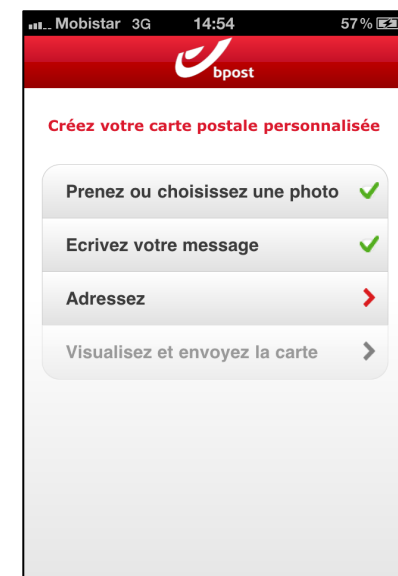 Mobistar 3G 14:54 57%
bpost
Créez votre carte postale personnalisée
Prenez ou choisissez une photo
Ecrivez votre message
Adressez
Visualisez et envoyez la carte